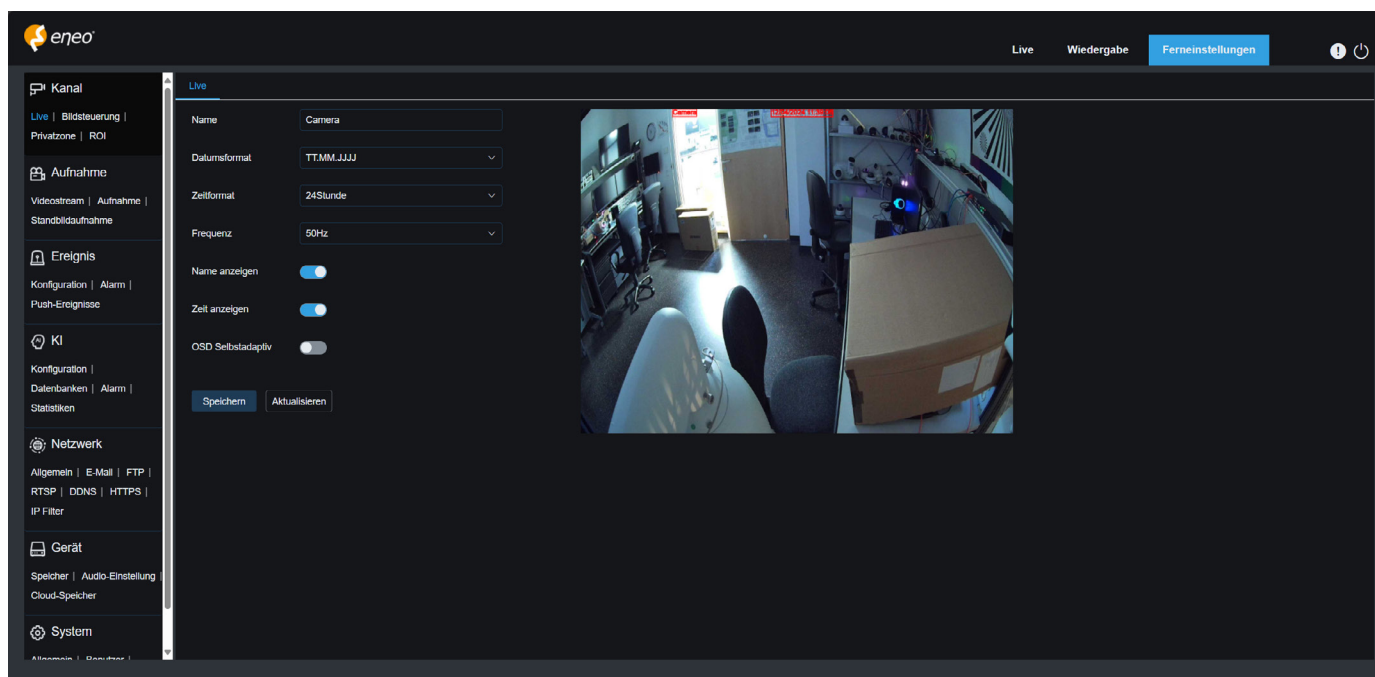 eneo
Live Wiedergabe Ferneinstellungen
Kanal
Live | Bildsteuerung |
Privatzone | ROI
Aufnahme
Videostream | Aufnahme |
Standbildaufnahme
Ereignis
Konfiguration | Alarm |
Push-Ereignisse
KI
Konfiguration |
Datenbanken | Alarm |
Statistiken
Netzwerk
Allgemein | E-Mail | FTP |
RTSP | DDNS | HTTPS |
IP Filter
Gerät
Speicher | Audio-Einstellung |
Cloud-Speicher
System
Allgemein | Benutzer |
Live
Name Camera
Datumsformat TT.MM.JJJJ
Zeitformat 24Stunde
Frequenz 50Hz
Name anzeigen
Zeit anzeigen
OSD Selbstadaptiv
Speichern Aktualisieren
Camera